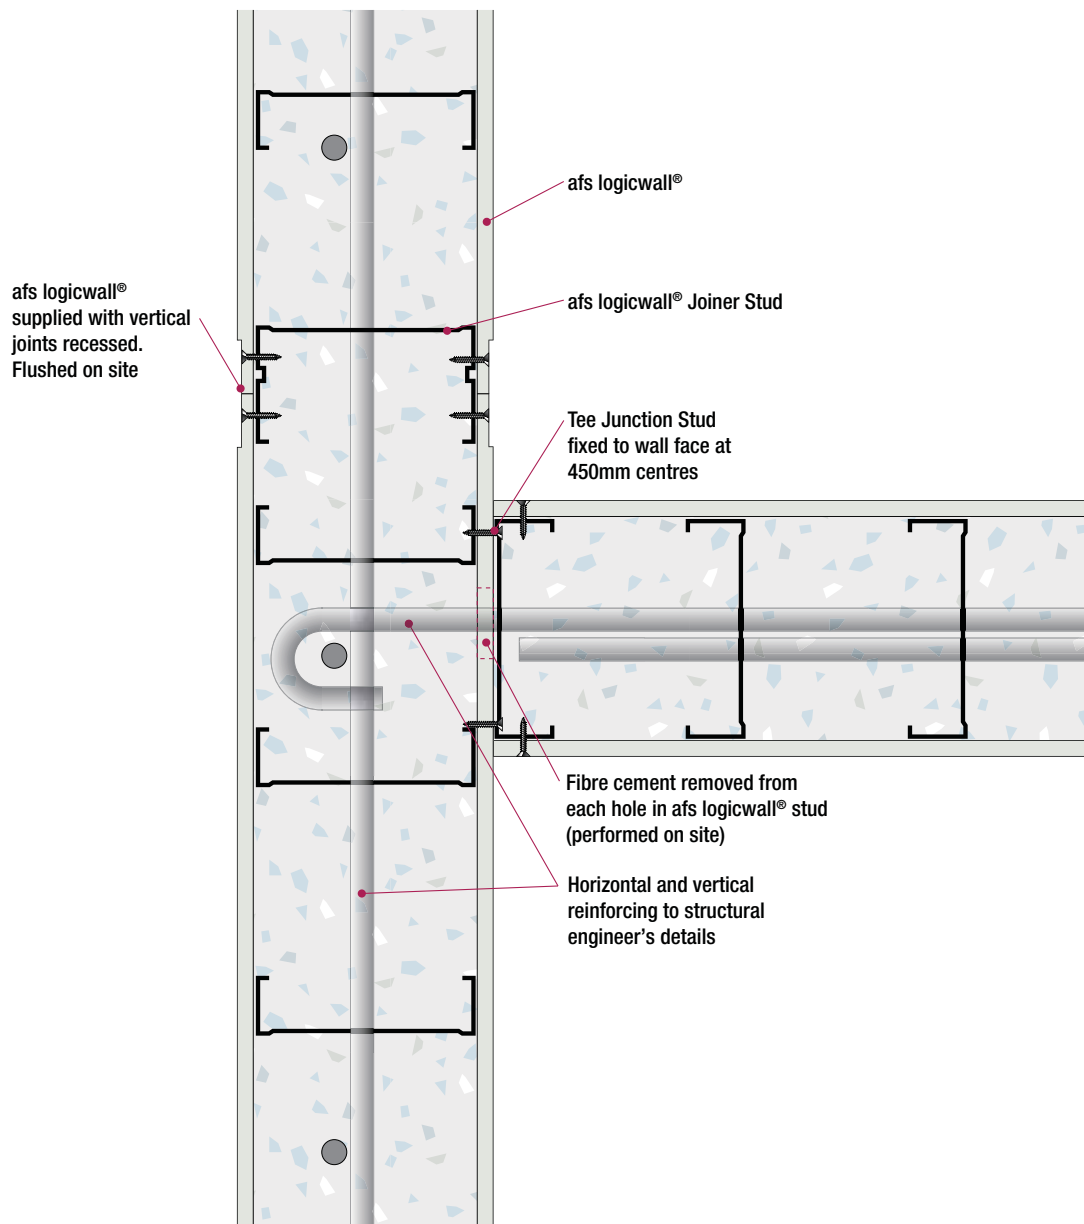 afs logicwall®
afs logicwall® Joiner Stud
afs logicwall®
supplied with vertical
joints recessed.
Flushed on site
Tee Junction Stud
fixed to wall face at
450mm centres
Fibre cement removed from
each hole in afs logicwall® stud
(performed on site)
Horizontal and vertical
reinforcing to structural
engineer’s details